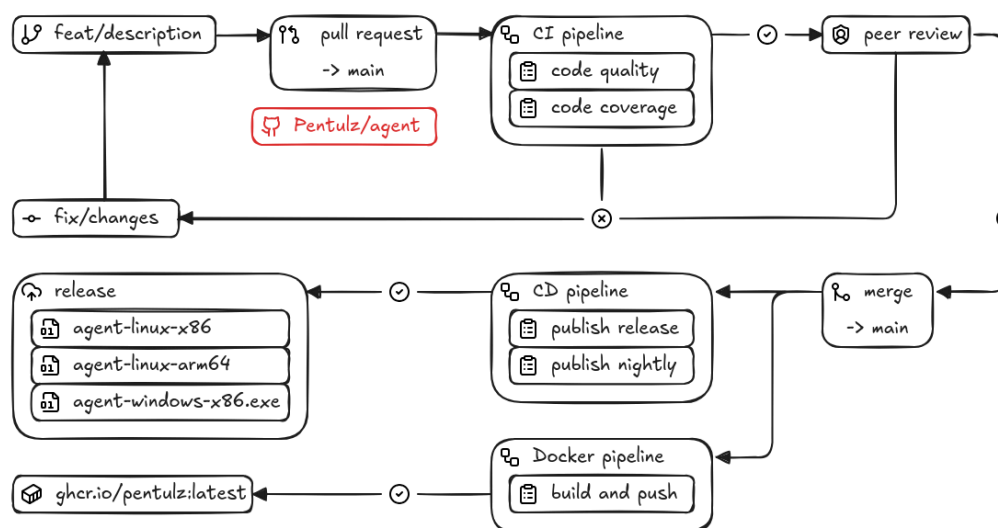 feat/description
pull request
-> main
Pentulz/agent
CI pipeline
code quality
code coverage
peer review
fix/changes
release
agent-linux-x86
agent-linux-arm64
agent-windows-x86.exe
CD pipeline
publish release
publish nightly
merge
-> main
Docker pipeline
build and push
ghcr.io/pentulz:latest